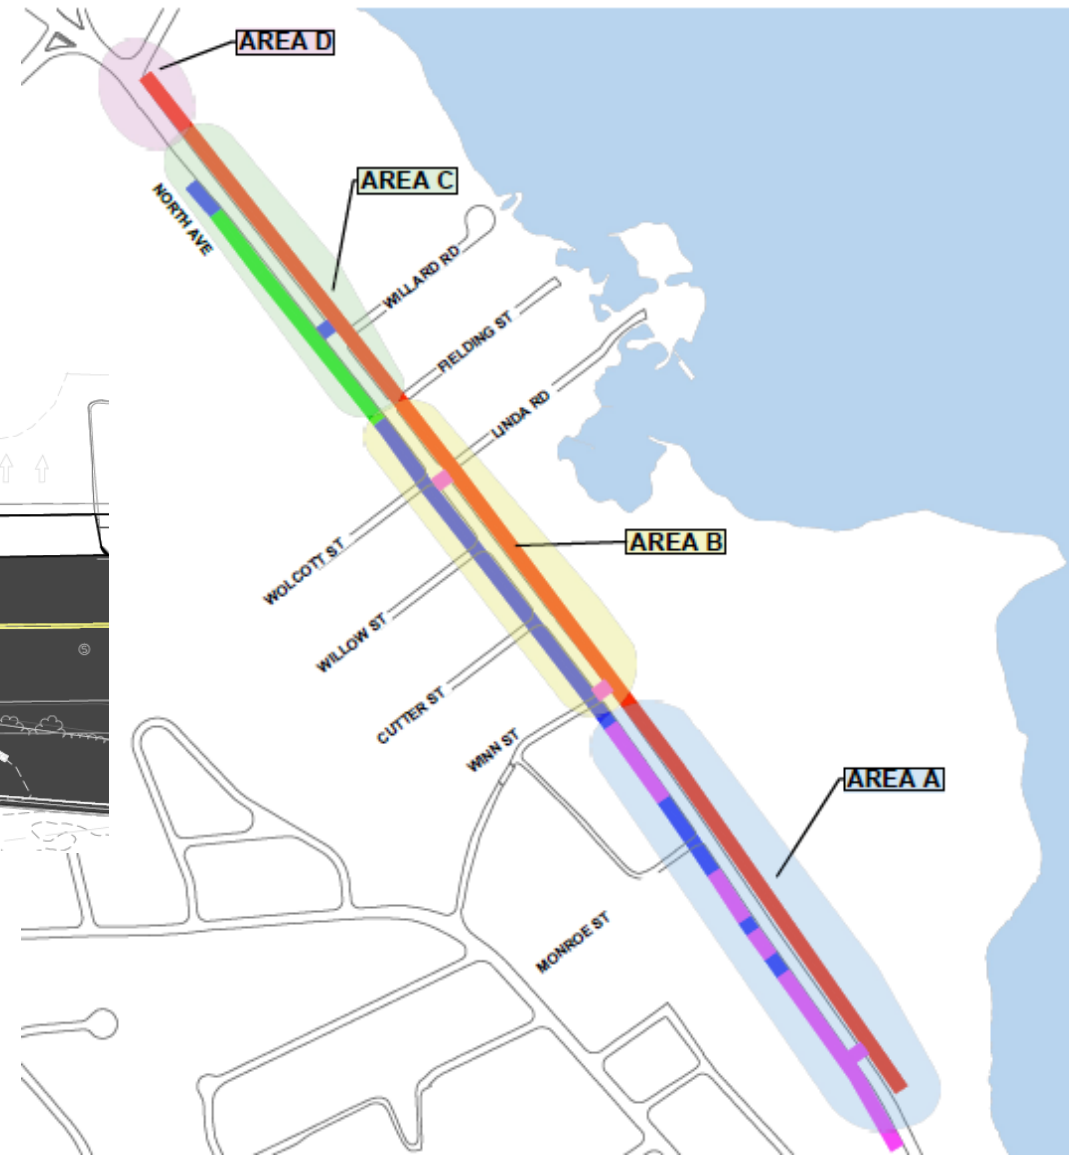 AREA D
AREA C
NORTH AVE
WILLARD RD
FIELDING ST
LINDA RD
AREA B
WOLCOTT ST
WILLOW ST
CUTTER ST
WINN ST
AREA A
MONROE ST
S